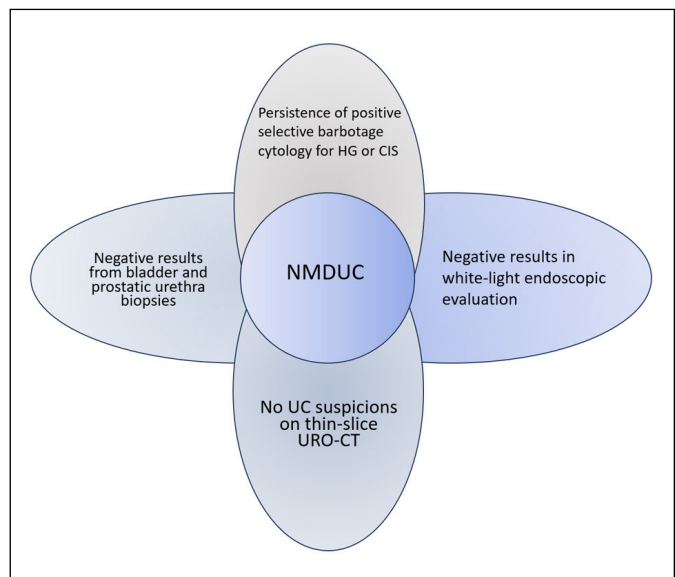 Persistence of positive
selective barbotage
cytology for HG or CIS
Negative results
from bladder and
prostatic urethra
biopsies
NMDUC
Negative results in
white-light endoscopic
evaluation
No UC suspicions
on thin-slice
URO-CT